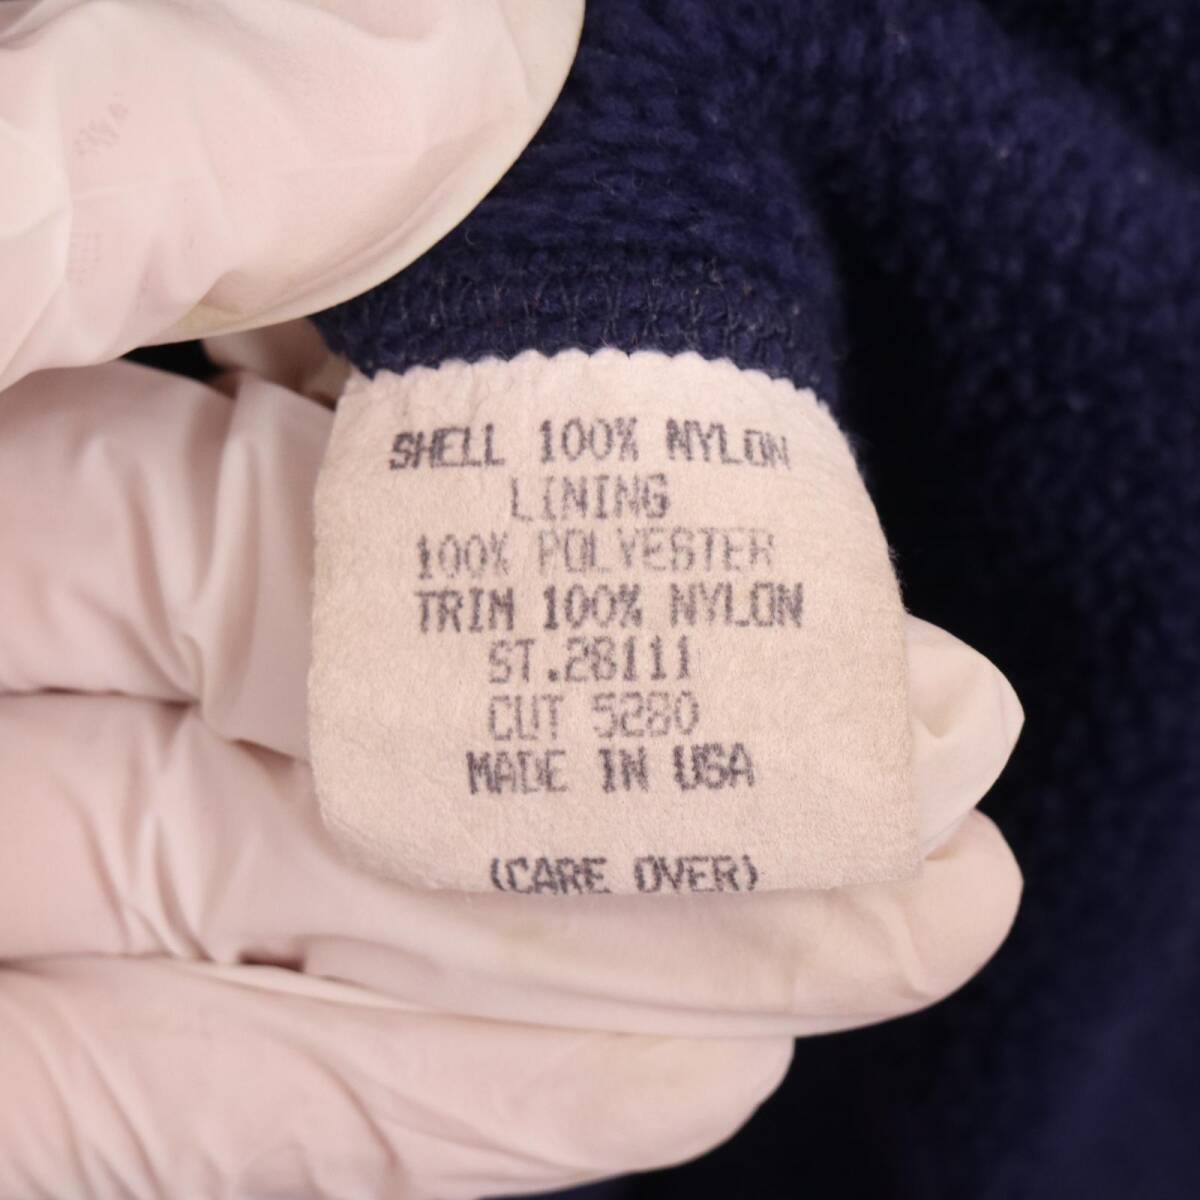 SHELL 100% NYLON
LINING
100% POLYESTER
TRIM 100% NYLON
ST.28111
CUT 5280
MADE IN USA
(CARE OVER)